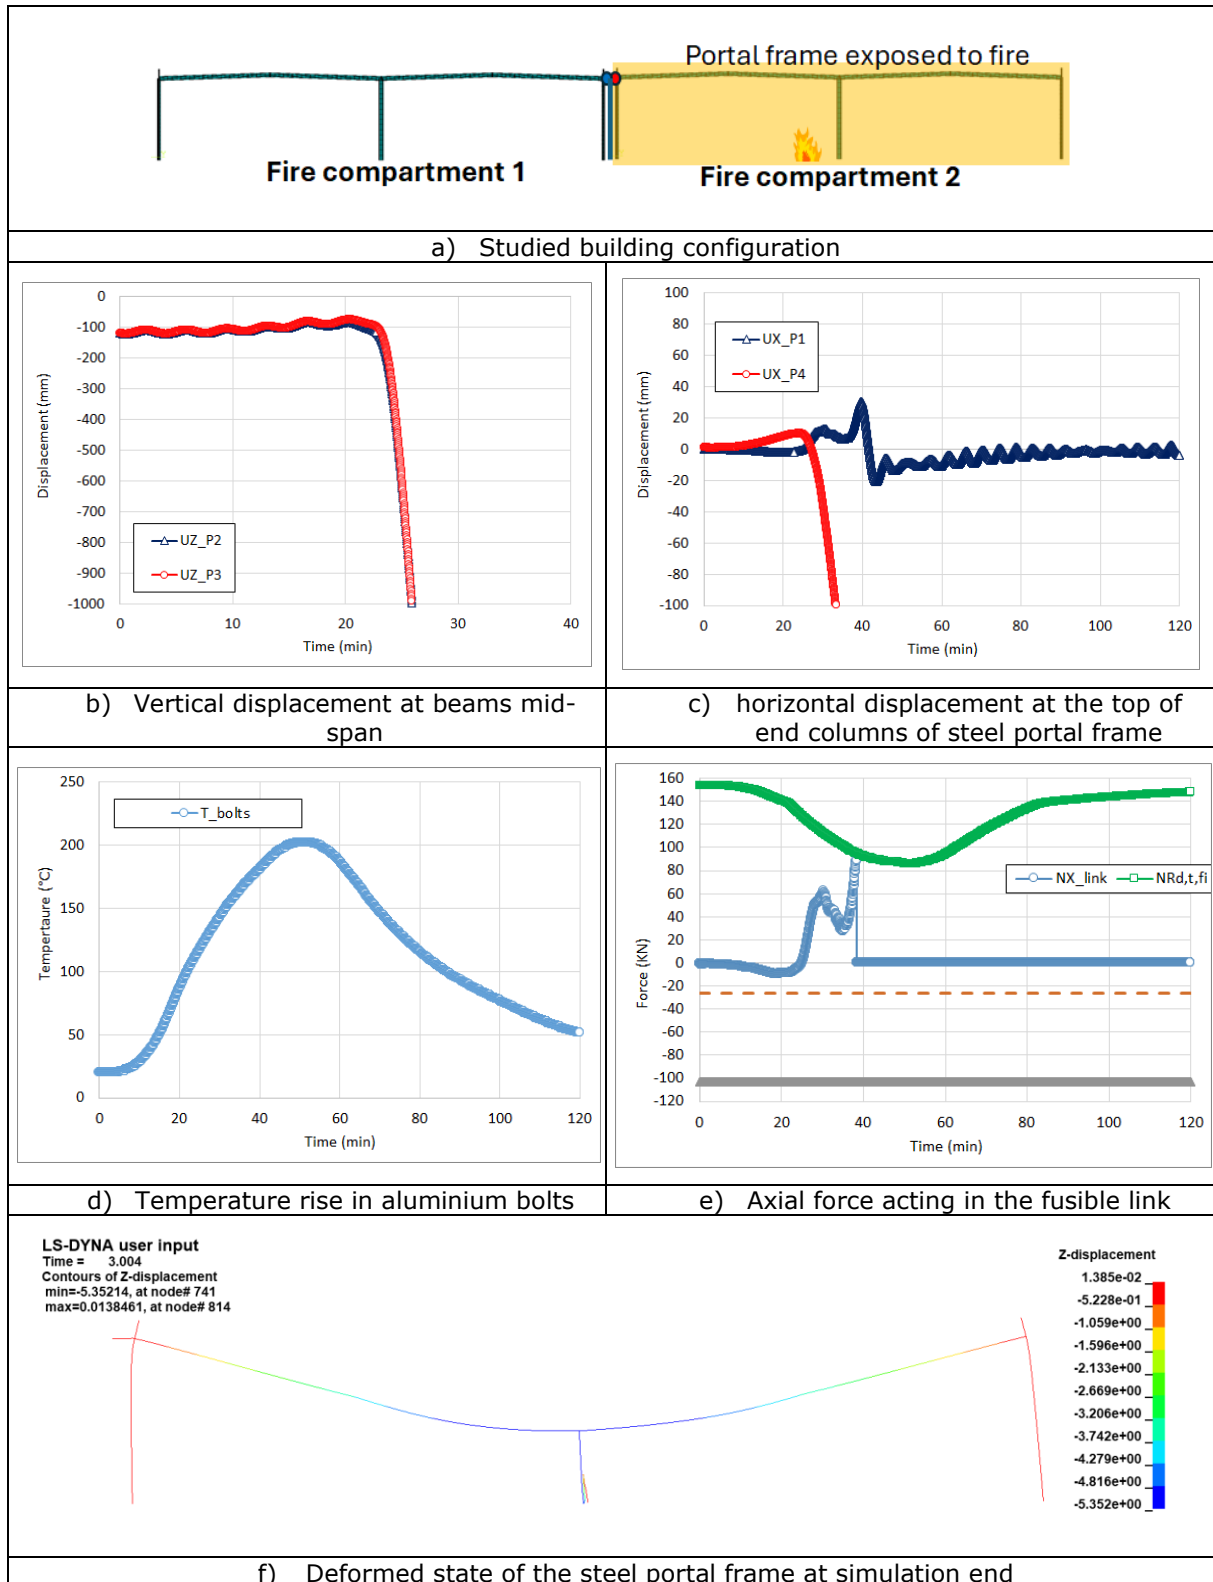 Portal frame exposed to fire
Fire compartment 1
Fire compartment 2
a) Studied building configuration
0
-100
-200
-300
-400
-500
-600
-700
-800
-900
-1000
Displacement (mm)
UZ_P2
UZ_P3
0 10 20 30 40
Time (min)
100
80
60
40
20
0
-20
-40
-60
-80
-100
Displacement (mm)
UX_P1
UX_P4
0 20 40 60 80 100 120
Time (min)
b) Vertical displacement at beams mid-
span
c) horizontal displacement at the top of
end columns of steel portal frame
250
200
150
100
50
0
Tempertaure (°C)
T_bolts
0 20 40 60 80 100 120
Time (min)
160
140
120
100
80
60
40
20
0
-20
-40
-60
-80
-100
-120
Force (KN)
NX_link NRd,t,fi
0 20 40 60 80 100 120
Time (min)
d) Temperature rise in aluminium bolts
e) Axial force acting in the fusible link
LS-DYNA user input
Time = 3.004
Contours of Z-displacement
min=-5.35214, at node# 741
max=0.0138461, at node# 814
Z-displacement
1.385e-02
-5.228e-01
-1.059e+00
-1.596e+00
-2.133e+00
-2.669e+00
-3.206e+00
-3.742e+00
-4.279e+00
-4.816e+00
-5.352e+00
f) Deformed state of the steel portal frame at simulation end